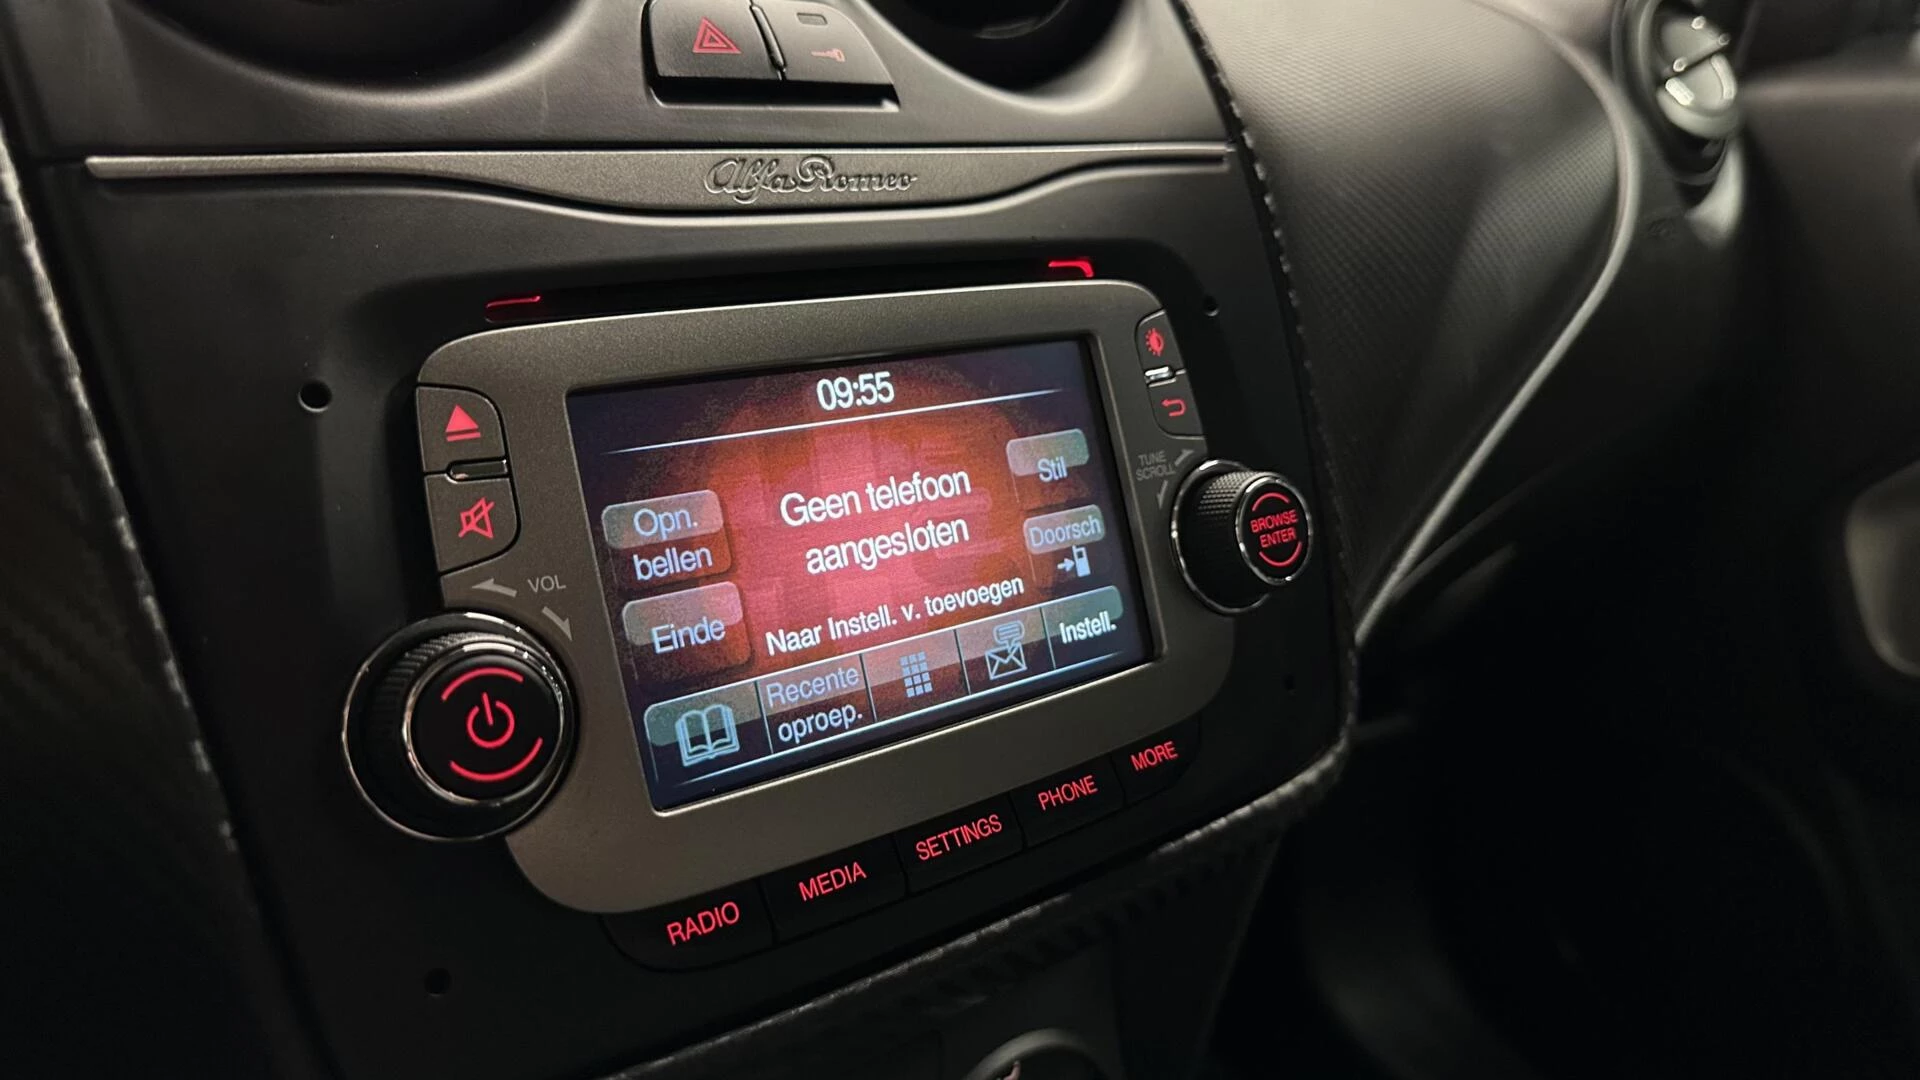 Alfa Romeo
09:55
Geen telefoon
aangesloten
Naar Instell. v. toevoegen
Opn.
bellen
Einde
Stil
Doorsch
Recente
oproep.
Instell.
VOL
TUNE
SCROLL
BROWSE
ENTER
RADIO
MEDIA
SETTINGS
PHONE
MORE